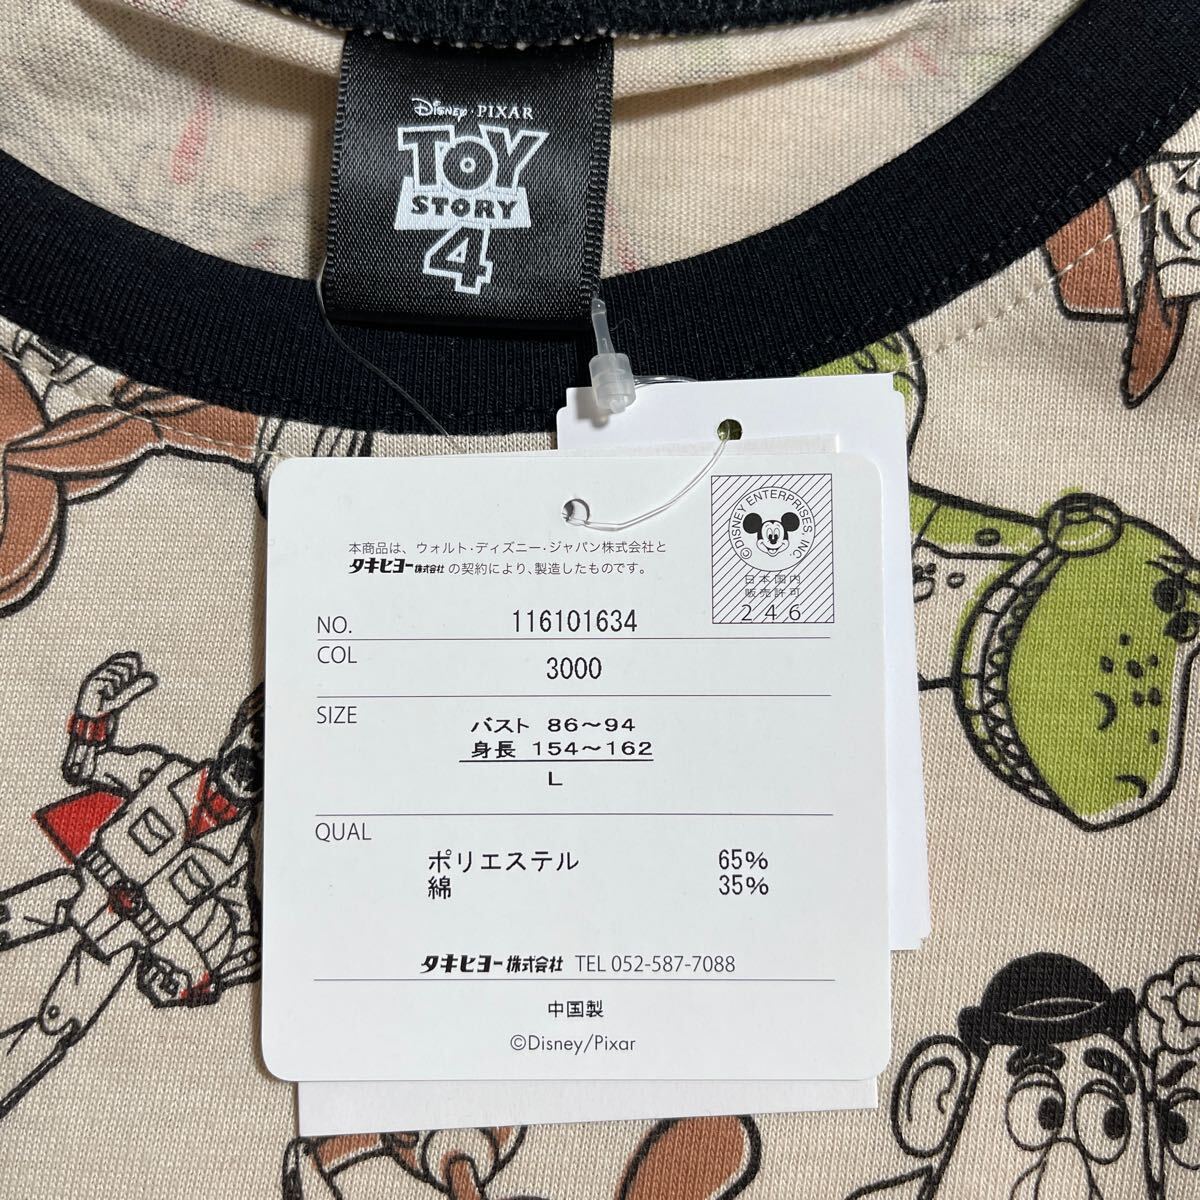 Disney · PIXAR
TOY
STORY
4
本商品は、ウォルト・ディズニー・ジャパン株式会社と
タキヒヨー株式会社 の契約により、製造したものです。
©DISNEY ENTERPRISES, INC.
日本国内
販売許可
246
NO. 116101634
COL 3000
SIZE バスト 86～94
身長 154～162
L
QUAL
ポリエステル 65%
綿 35%
タキヒヨー株式会社 TEL 052-587-7088
中国製
©Disney/Pixar